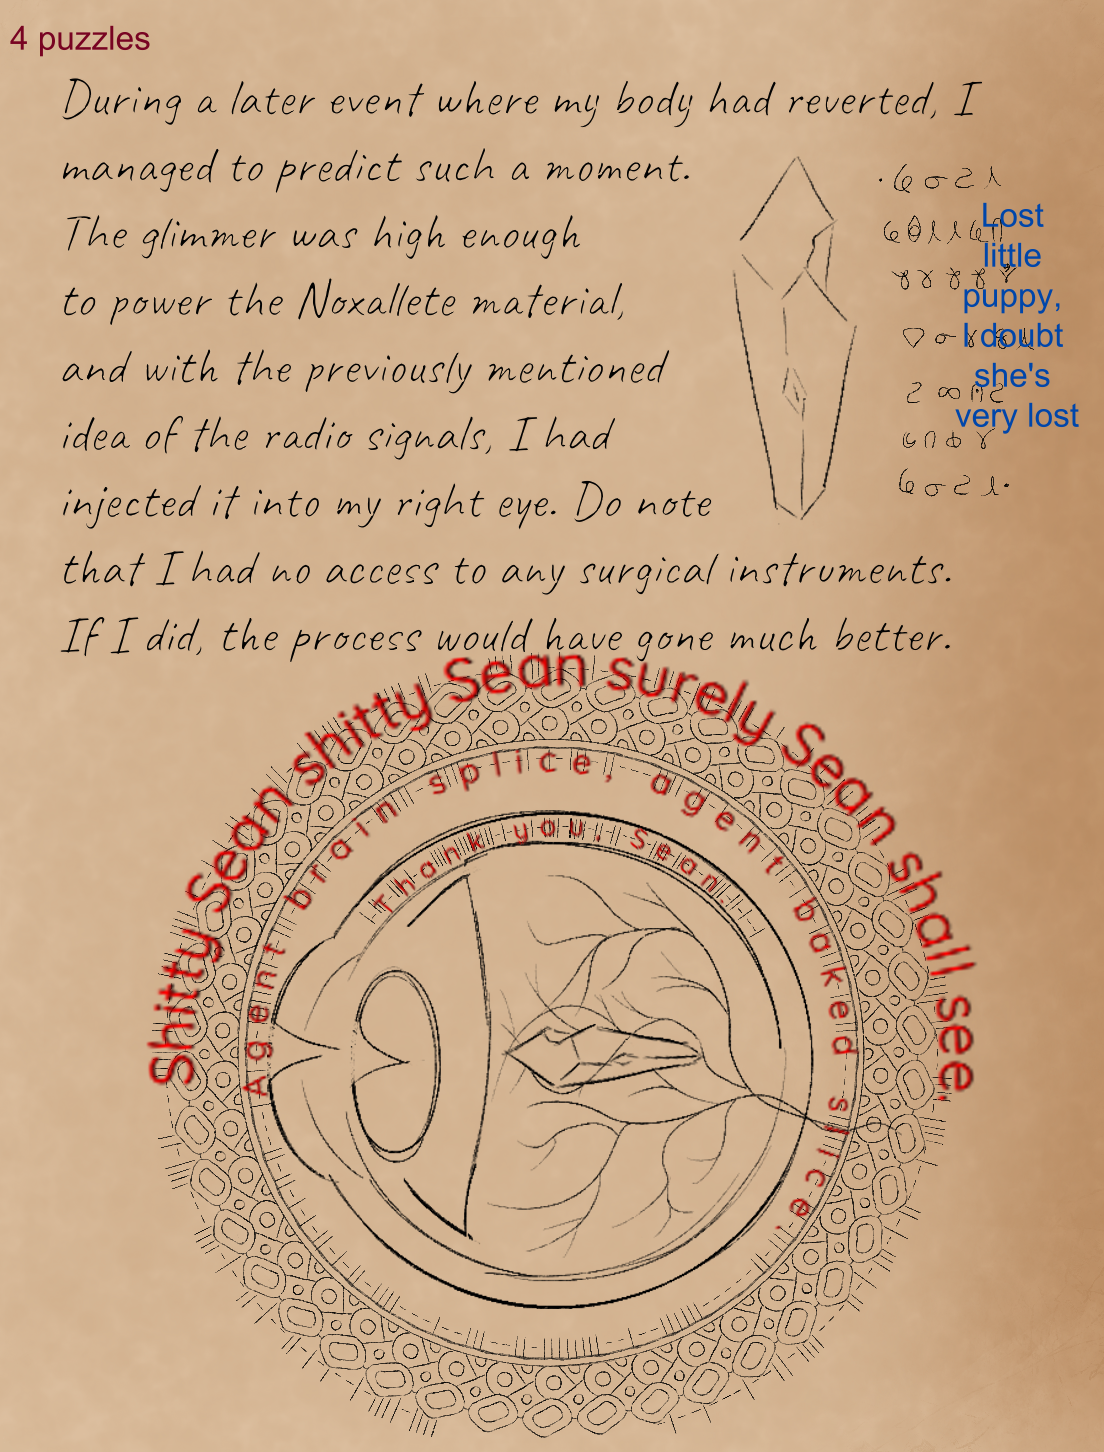 4 puzzles
During a later event where my body had reverted, I
managed to predict such a moment.
The glimmer was high enough
to power the Noxallete material,
and with the previously mentioned
idea of the radio signals, I had
injected it into my right eye. Do note
that I had no access to any surgical instruments.
If I did, the process would have gone much better.
Lost
little
puppy,
I doubt
she's
very lost
Shitty Sean shitty Sean surely Sean shall see.
Agent brain splice, agent baked slice.
Thank you. Sean.